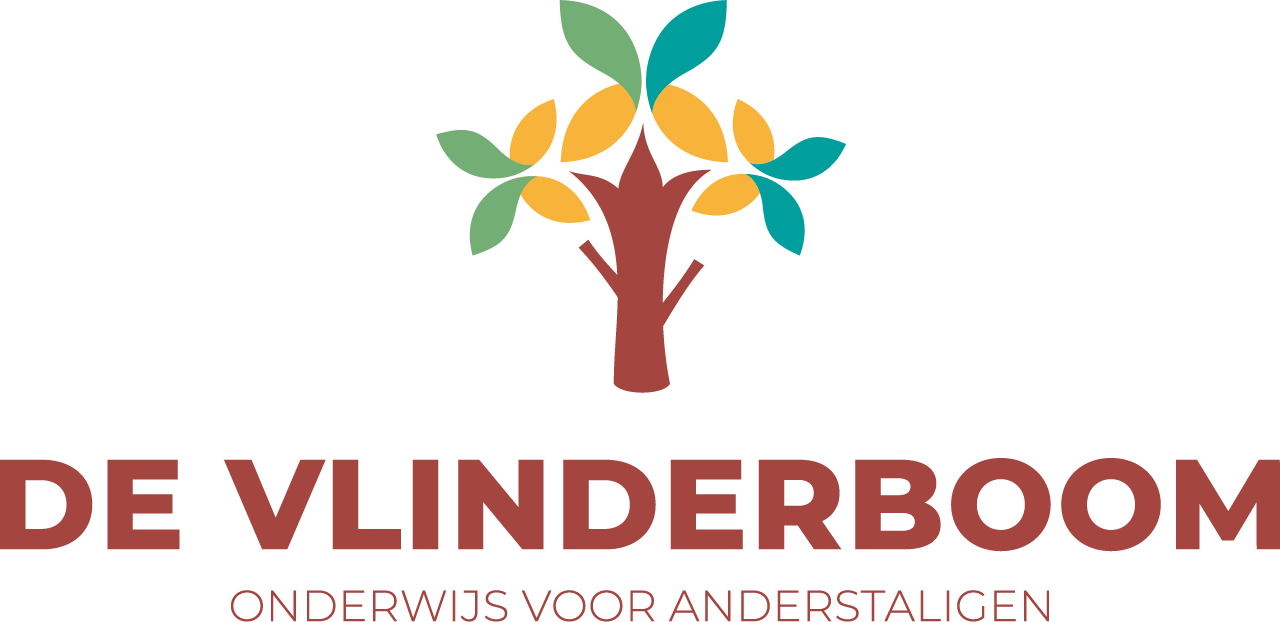 DE VLINDERBOOM
ONDERWIJS VOOR ANDERSTALIGEN